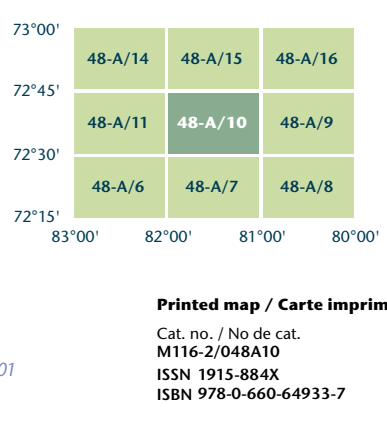 73°00'
48-A/14 48-A/15 48-A/16
72°45'
48-A/11 48-A/10 48-A/9
72°30'
48-A/6 48-A/7 48-A/8
72°15'
83°00' 82°00' 81°00' 80°00'
Printed map / Carte imprim
Cat. no. / No de cat.
M116-2/048A10
01
ISSN 1915-884X
ISBN 978-0-660-64933-7